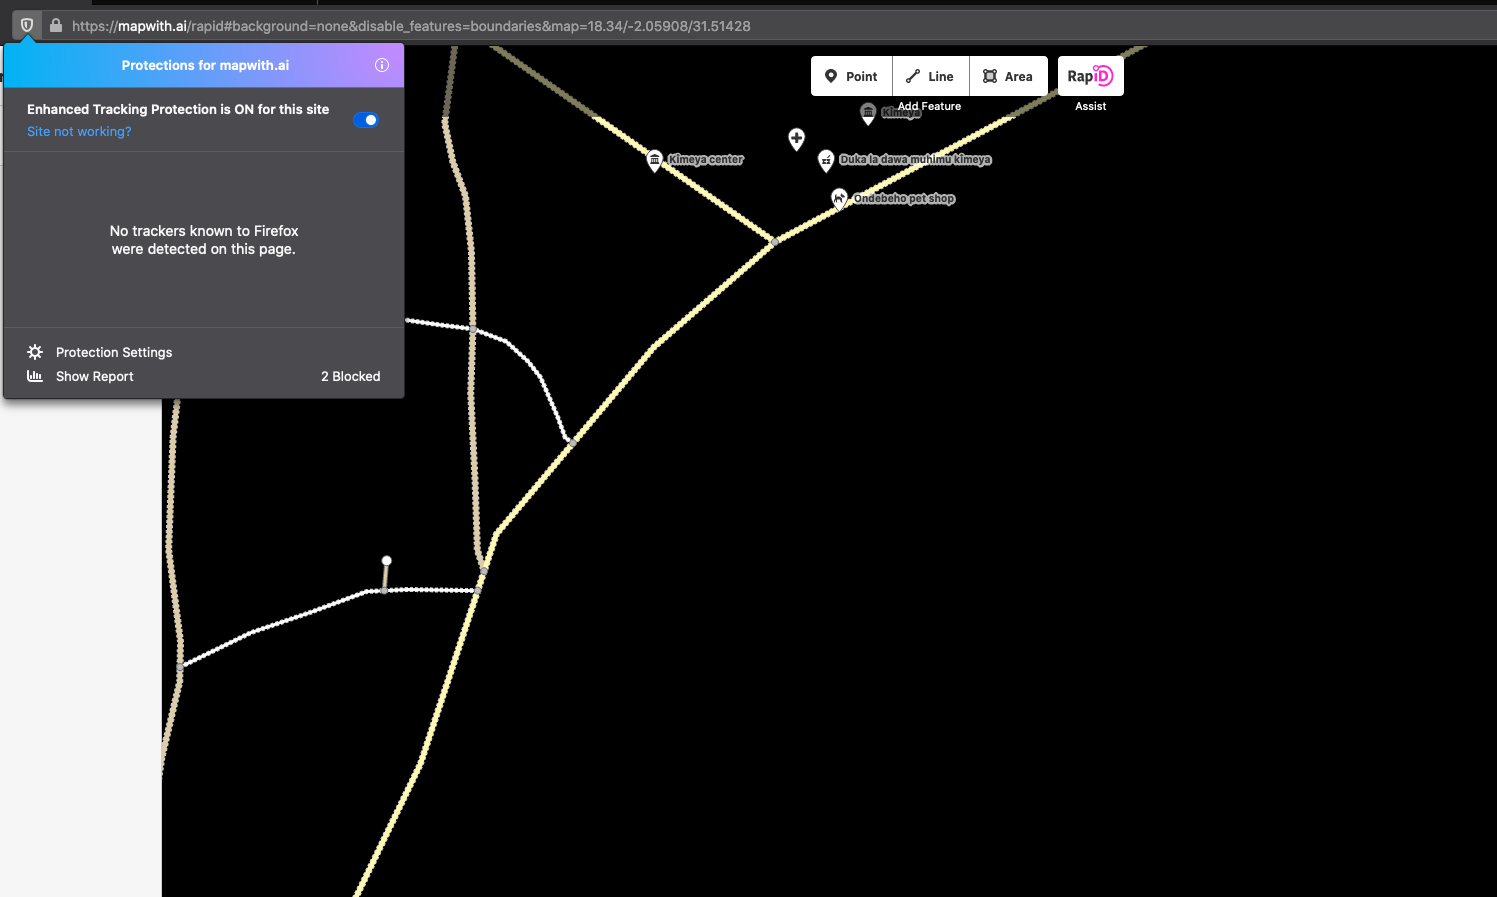 https://mapwith.ai/rapid#background=none&disable_features=boundaries&map=18.34/-2.05908/31.51428
Protections for mapwith.ai
Enhanced Tracking Protection is ON for this site
Site not working?
No trackers known to Firefox
were detected on this page.
Protection Settings
Show Report 2 Blocked
Point Line Area RapiD
Add Feature Assist
Kimeya
Kimeya center
Duka la dawa muhimu kimeya
Ondebeho pet shop